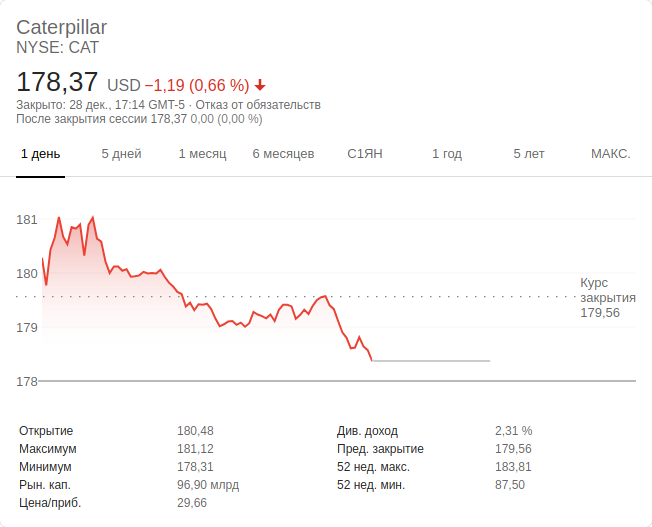 Caterpillar
NYSE: CAT
178,37 USD −1,19 (0,66 %)
Закрыто: 28 дек., 17:14 GMT-5 · Отказ от обязательств
После закрытия сессии 178,37 0,00 (0,00 %)
1 день 5 дней 1 месяц 6 месяцев С1ЯН 1 год 5 лет МАКС.
181
180
Курс
закрытия
179,56
179
178
Открытие 180,48 Див. доход 2,31 %
Максимум 181,12 Пред. закрытие 179,56
Минимум 178,31 52 нед. макс. 183,81
Рын. кап. 96,90 млрд 52 нед. мин. 87,50
Цена/приб. 29,66